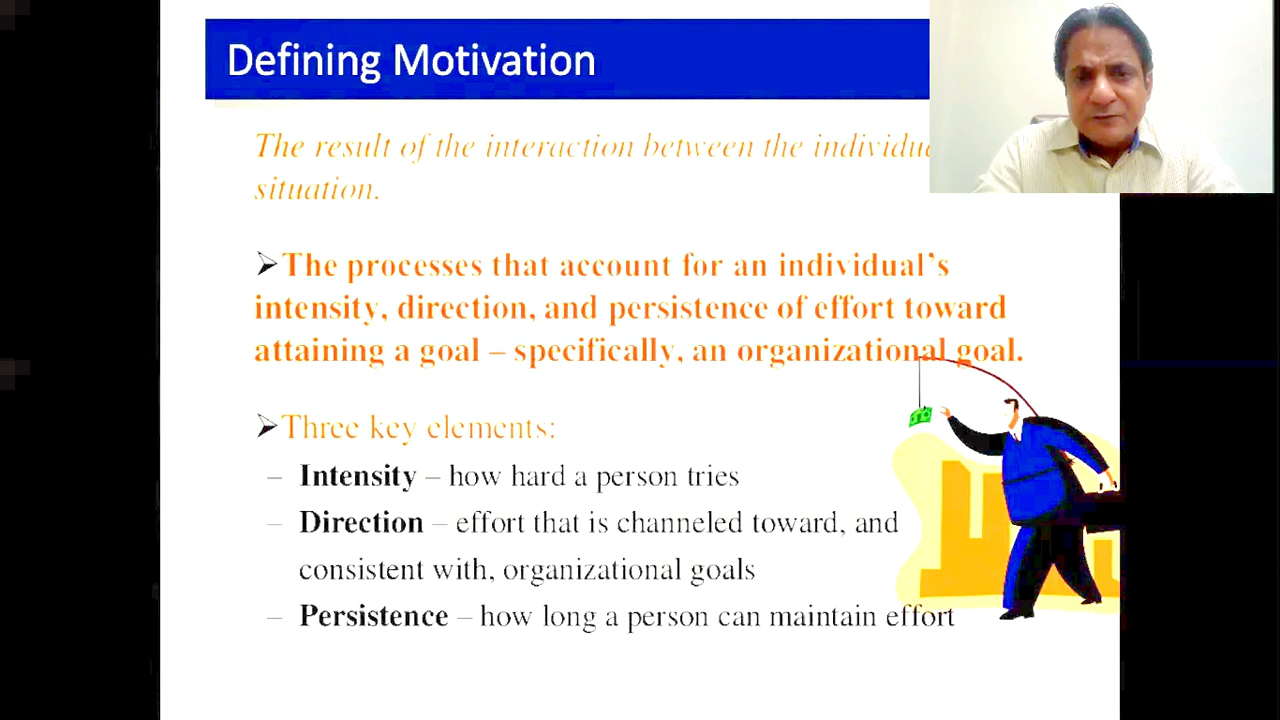 Defining Motivation
The result of the interaction between the
situation.
➢The processes that account for an individual’s
intensity, direction, and persistence of effort toward
attaining a goal – specifically, an organizational goal.
➢Three key elements:
– Intensity – how hard a person tries
– Direction – effort that is channeled toward, and
consistent with, organizational goals
– Persistence – how long a person can maintain effort